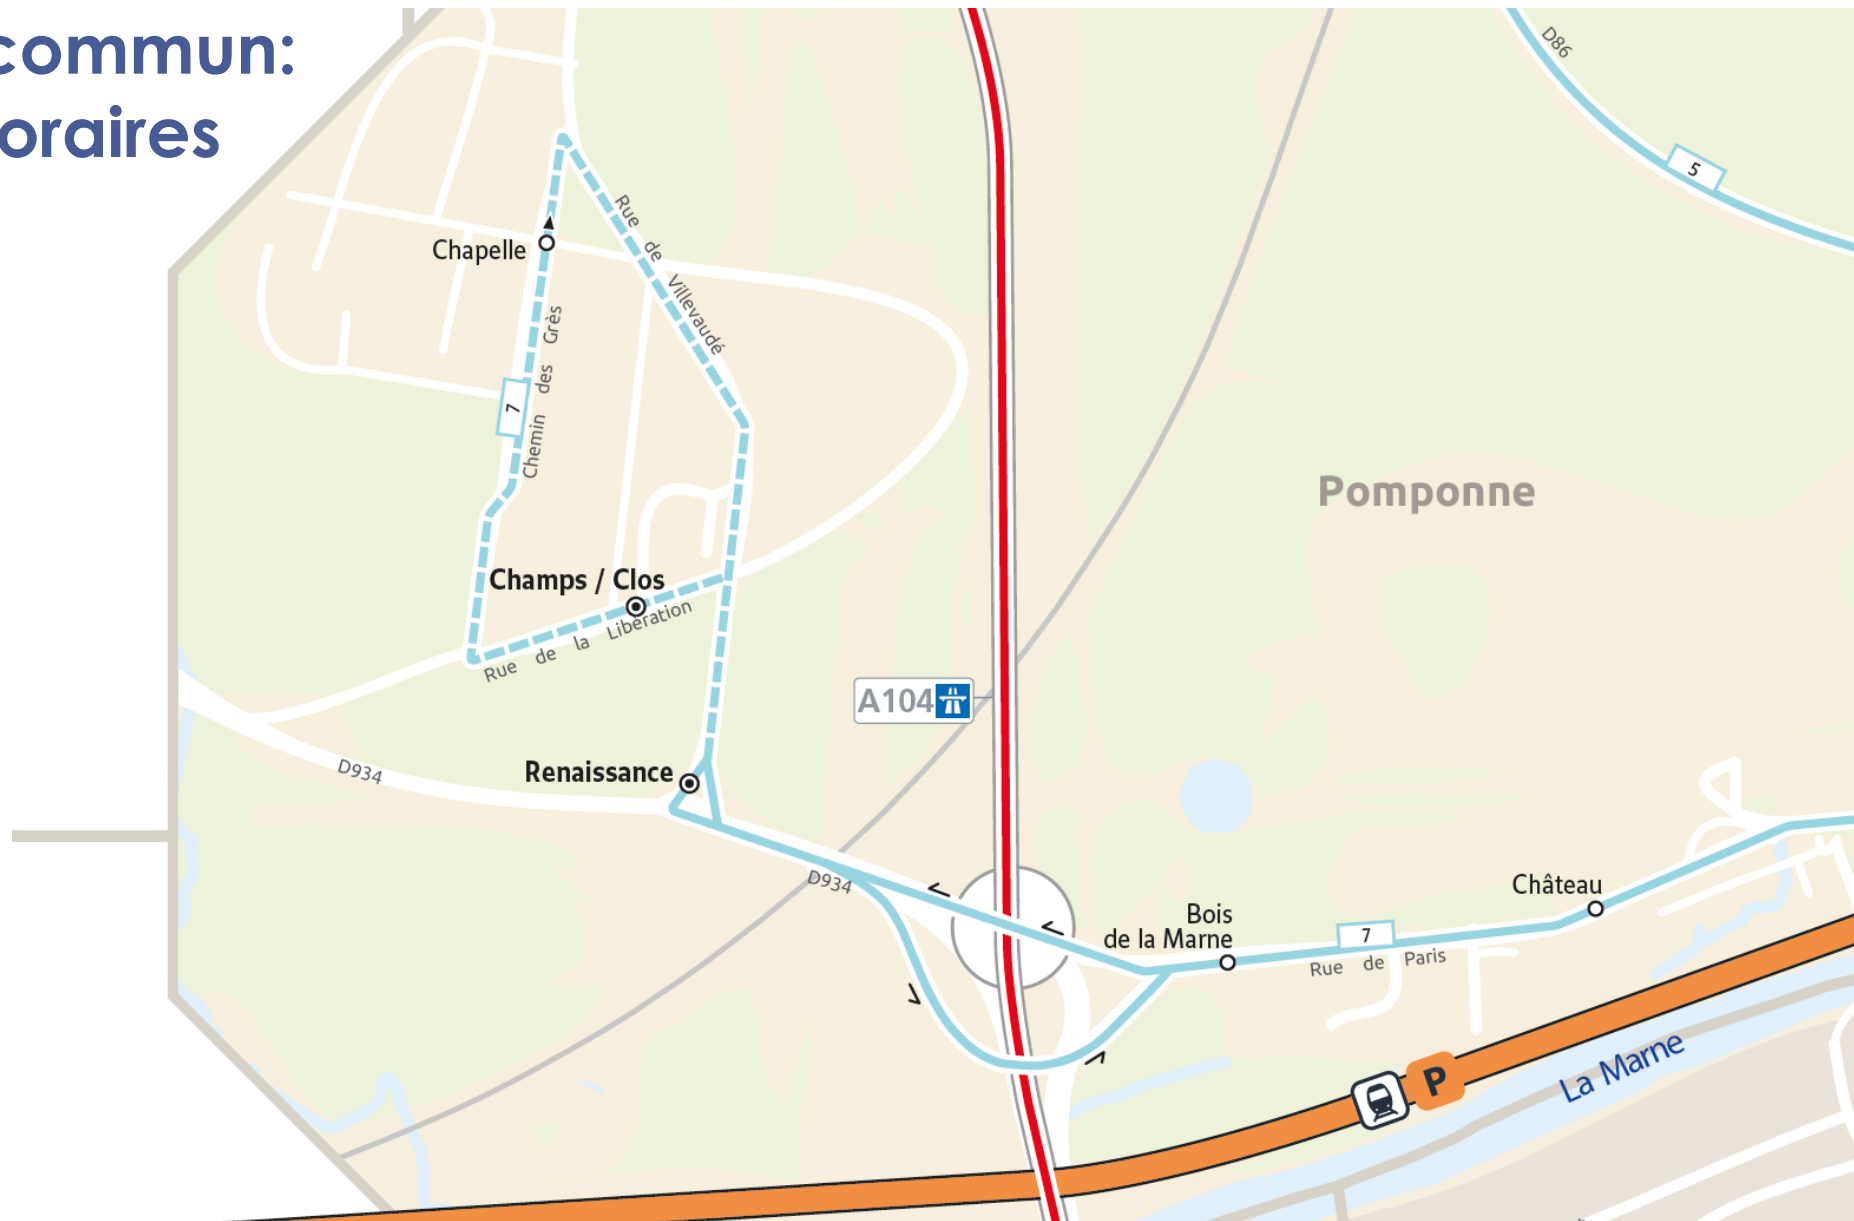 commun:
oraires
D86
5
Rue de Villevaudé
Chapelle
Chemin des Grès
7
Pomponne
Champs / Clos
Rue de la Libération
A104
D934
Renaissance
D934
Château
Bois
de la Marne
7
Rue de Paris
P
La Marne